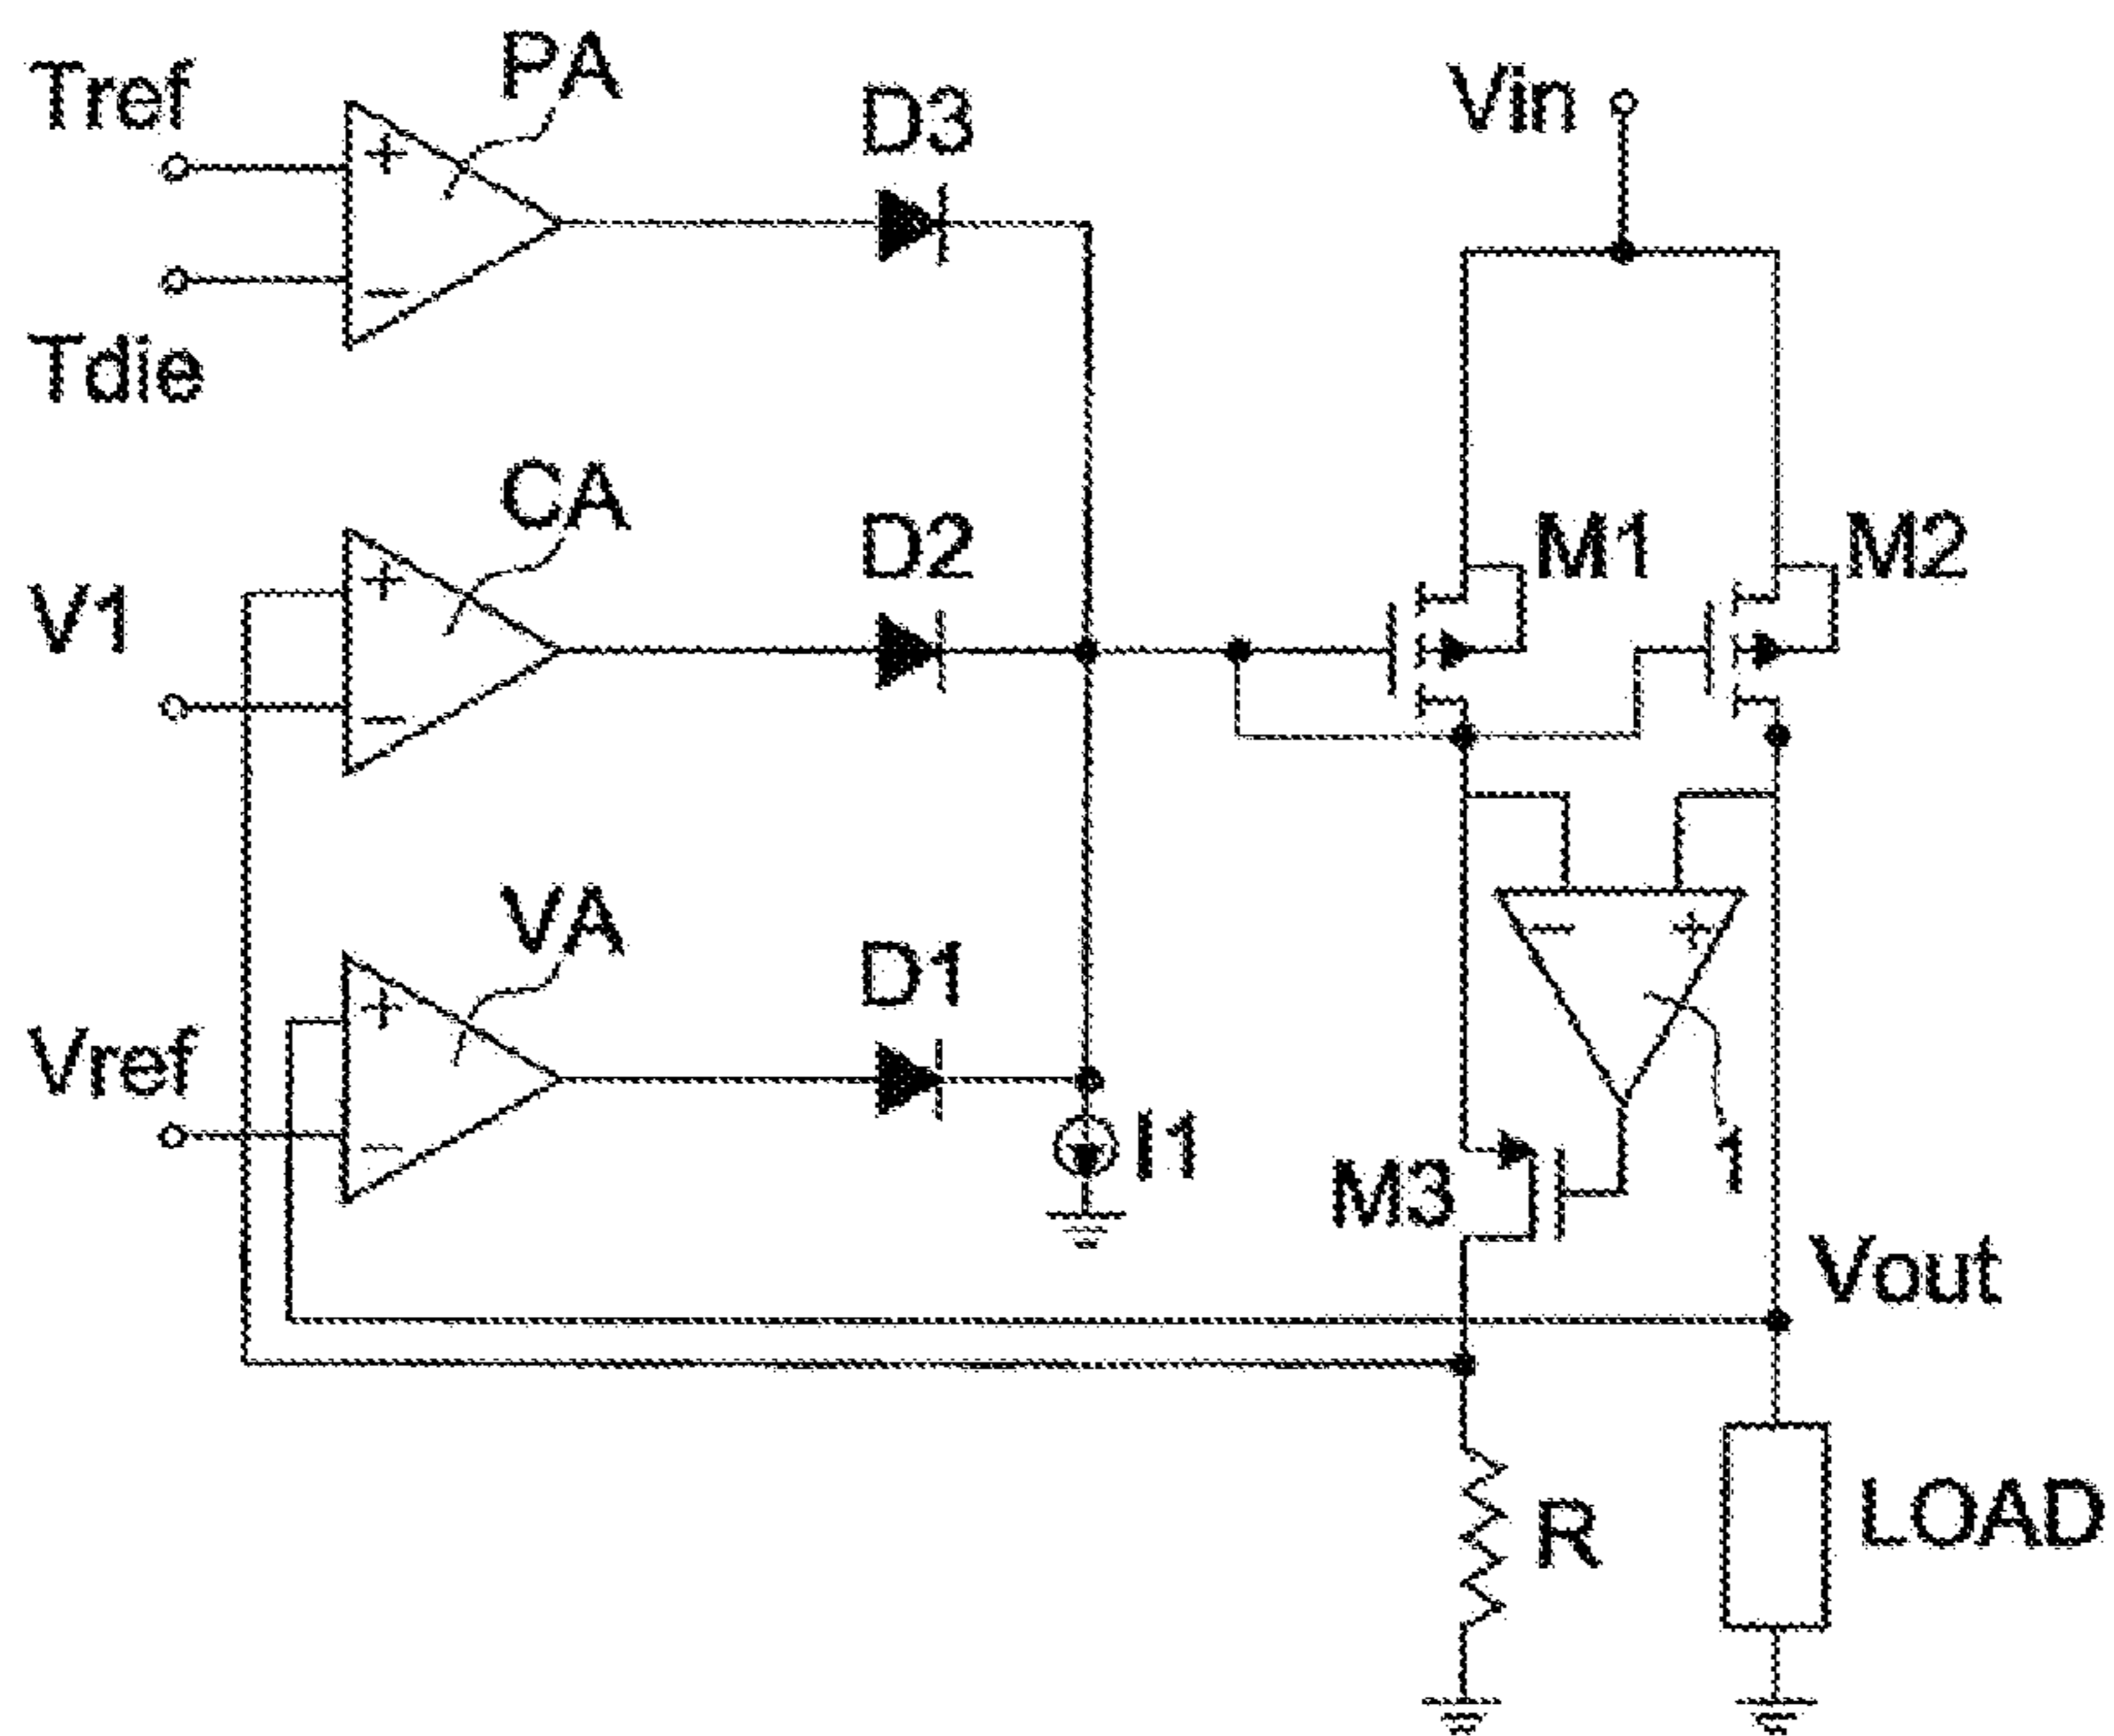 Tref
PA
D3
Vin
+
−
Tdie
CA
D2
M1
M2
V1
+
−
VA
D1
− +
Vref
+
−
I1
M3
1
Vout
R
LOAD